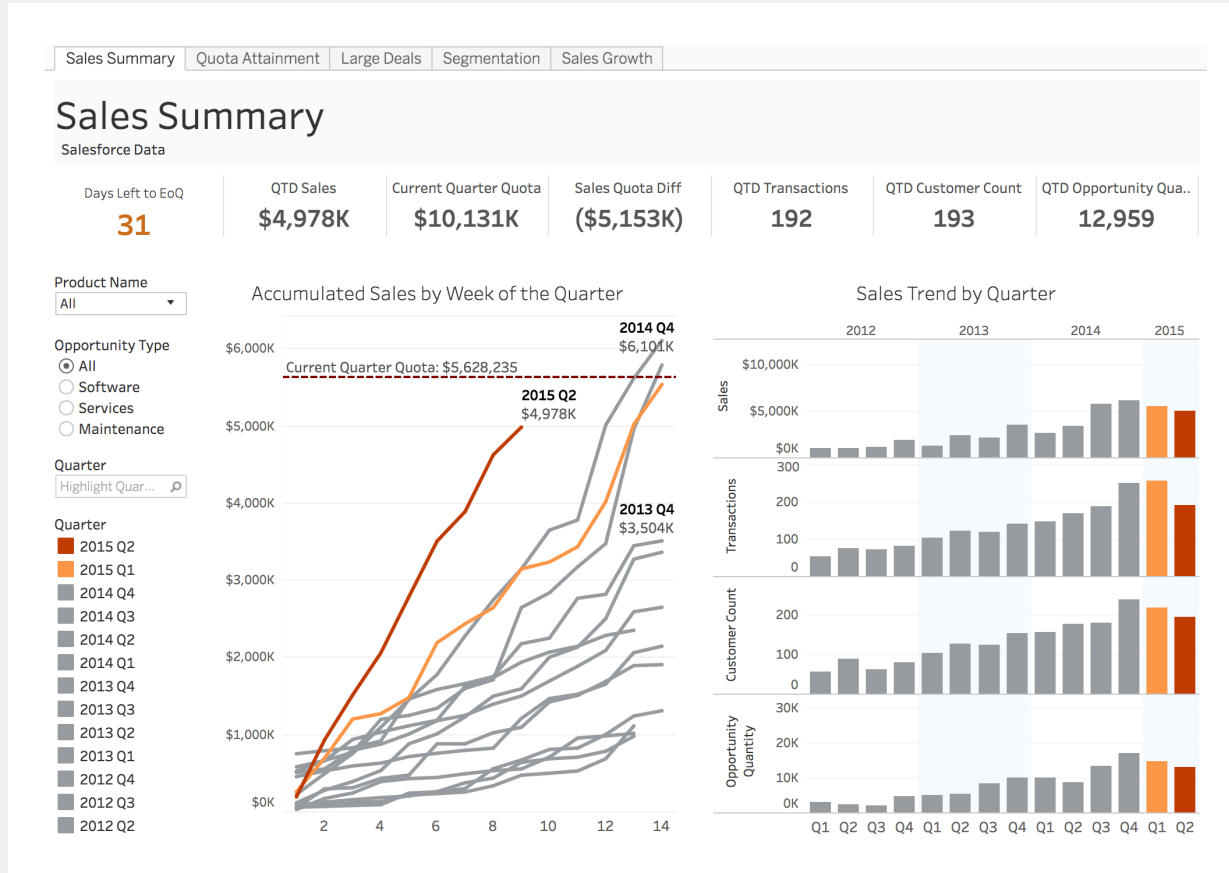 Sales Summary
Quota Attainment
Large Deals
Segmentation
Sales Growth
Sales Summary
Salesforce Data
Days Left to EoQ
31
QTD Sales
$4,978K
Current Quarter Quota
$10,131K
Sales Quota Diff
($5,153K)
QTD Transactions
192
QTD Customer Count
193
QTD Opportunity Qua..
12,959
Product Name
All
Opportunity Type
All
Software
Services
Maintenance
Quarter
Highlight Quar...
Quarter
2015 Q2
2015 Q1
2014 Q4
2014 Q3
2014 Q2
2014 Q1
2013 Q4
2013 Q3
2013 Q2
2013 Q1
2012 Q4
2012 Q3
2012 Q2
Accumulated Sales by Week of the Quarter
$6,000K
$5,000K
$4,000K
$3,000K
$2,000K
$1,000K
$0K
2014 Q4
$6,101K
Current Quarter Quota: $5,628,235
2015 Q2
$4,978K
2013 Q4
$3,504K
2 4 6 8 10 12 14
Sales Trend by Quarter
2012 2013 2014 2015
Sales
$10,000K
$5,000K
$0K
Transactions
300
200
100
0
Customer Count
200
100
0
Opportunity
Quantity
30K
20K
10K
0K
Q1 Q2 Q3 Q4 Q1 Q2 Q3 Q4 Q1 Q2 Q3 Q4 Q1 Q2